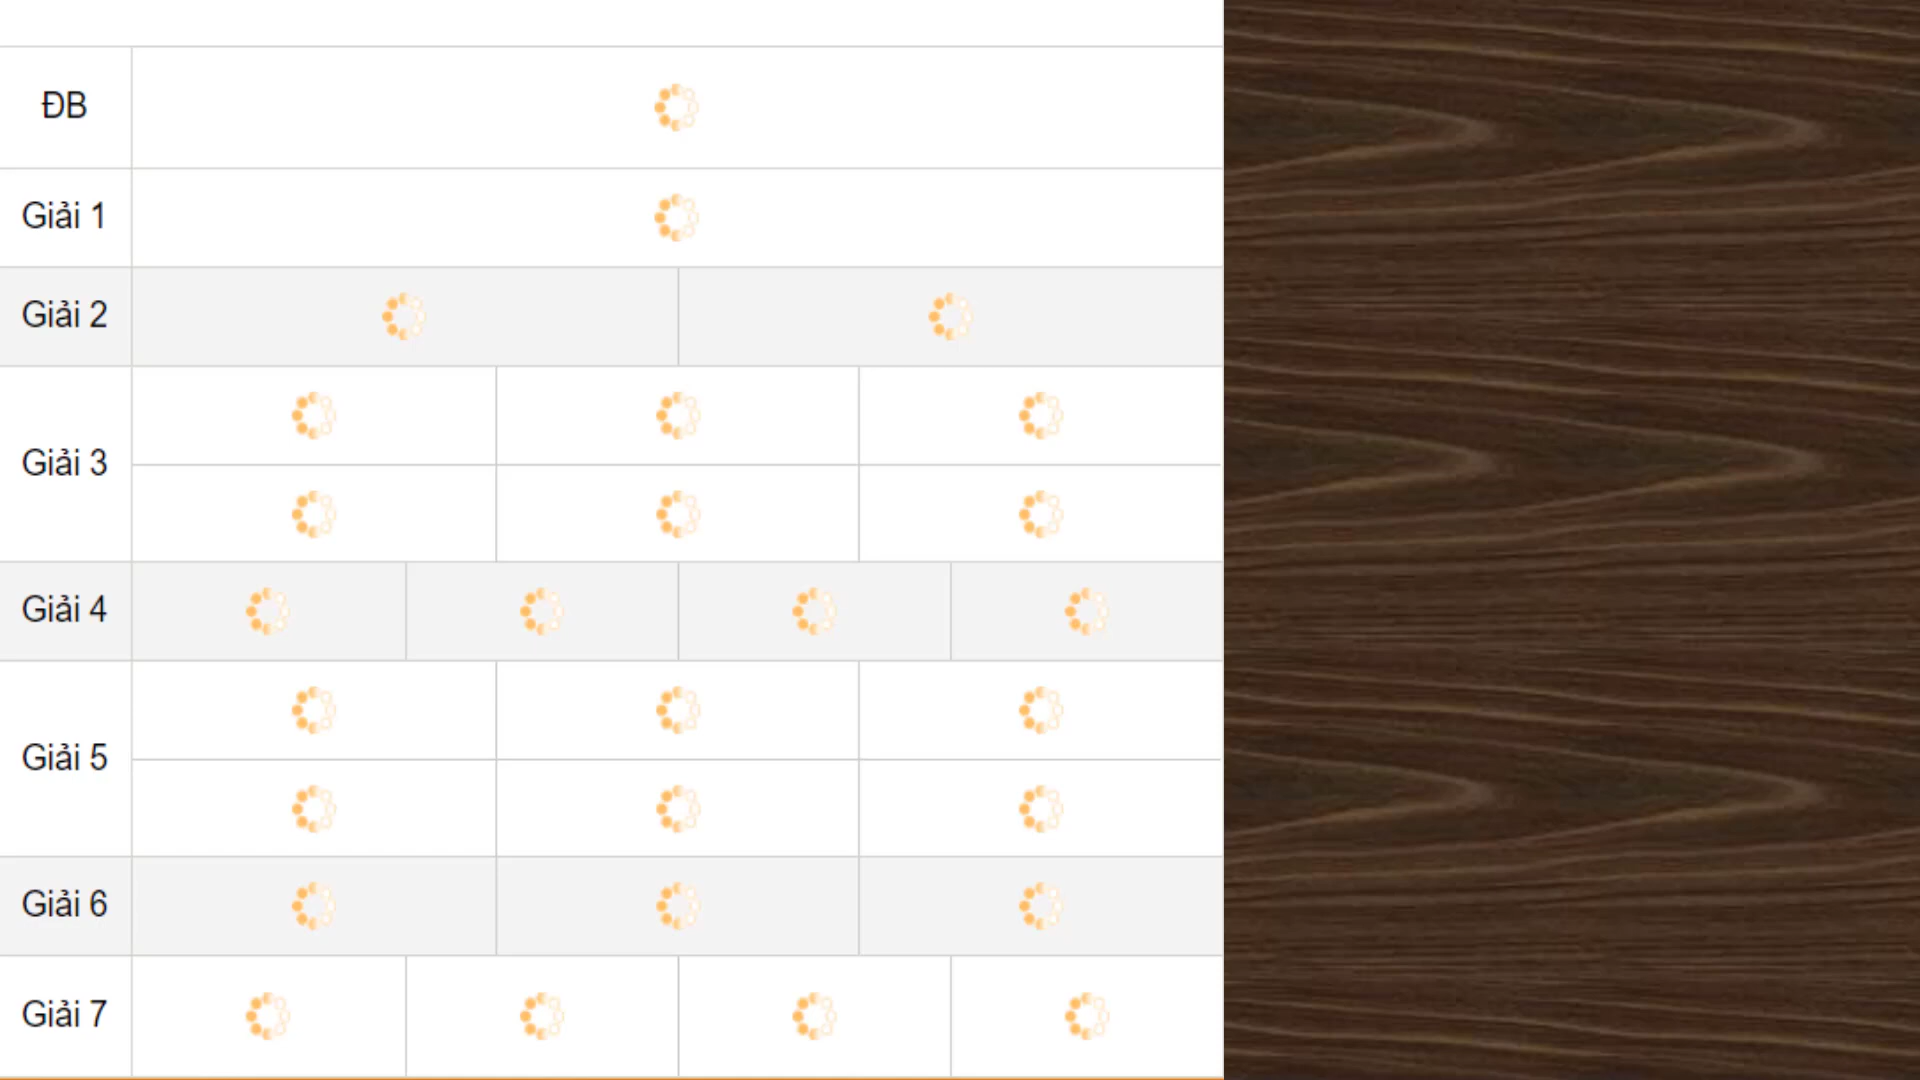 ĐB
Giải 1
Giải 2
Giải 3
Giải 4
Giải 5
Giải 6
Giải 7